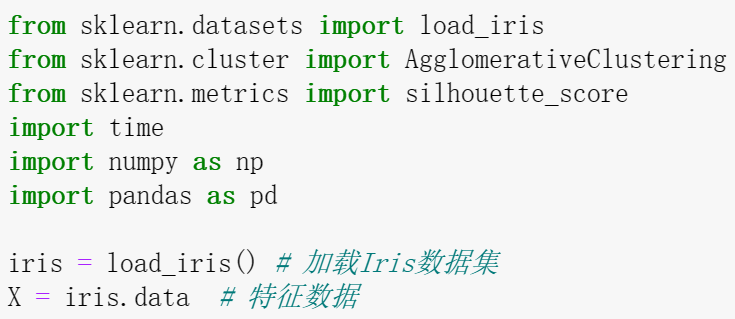 from sklearn.datasets import load_iris
from sklearn.cluster import AgglomerativeClustering
from sklearn.metrics import silhouette_score
import time
import numpy as np
import pandas as pd
iris = load_iris() # 加载Iris数据集
X = iris.data  # 特征数据